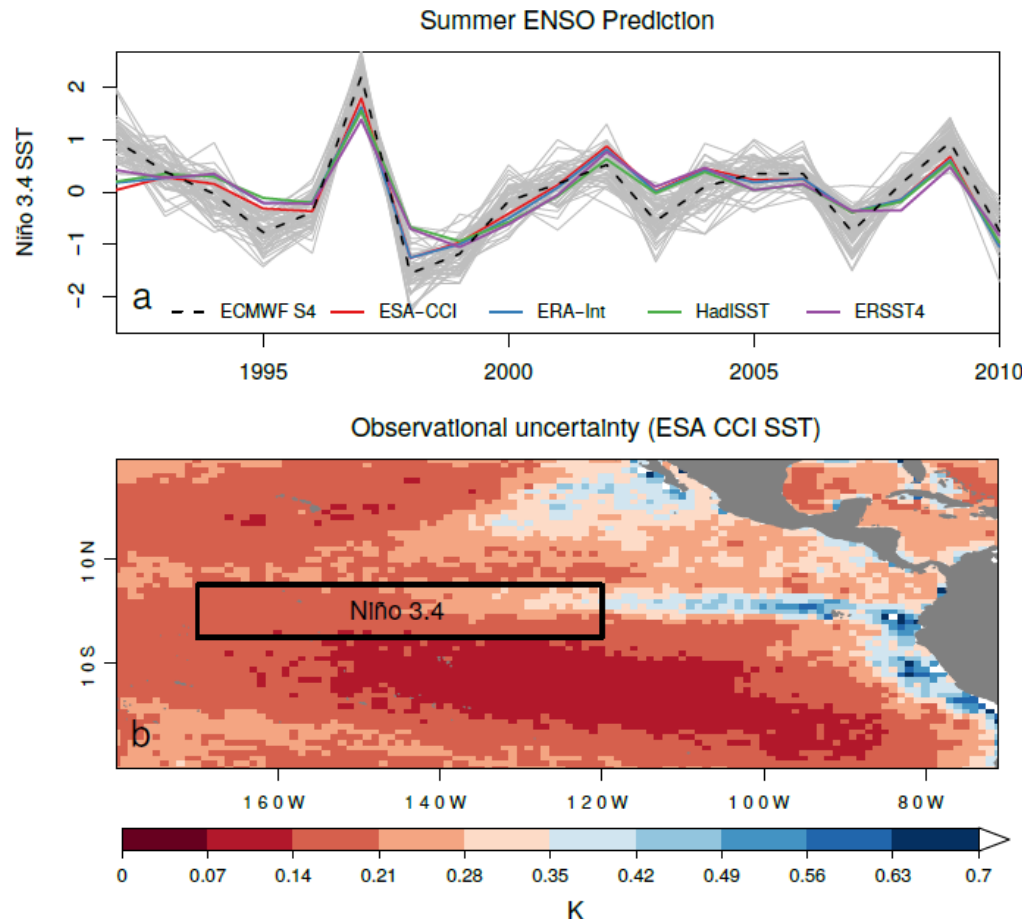 Summer ENSO Prediction
Niño 3.4 SST
2
1
0
−1
−2
a
ECMWF S4 ESA−CCI ERA−Int HadISST ERSST4
1995 2000 2005 2010
Observational uncertainty (ESA CCI SST)
10N
Niño 3.4
10S
b
160W 140W 120W 100W 80W
0 0.07 0.14 0.21 0.28 0.35 0.42 0.49 0.56 0.63 0.7
K